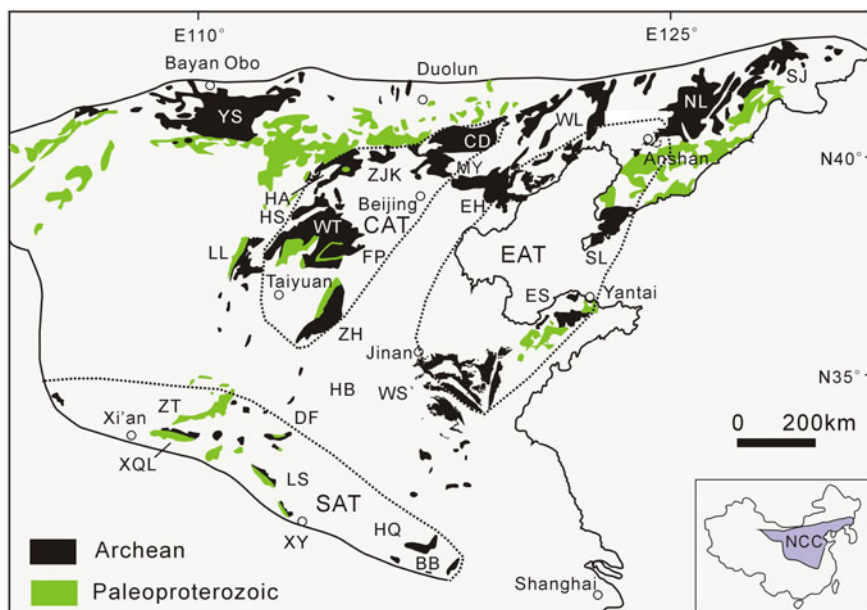 E110° E125°
Bayan Obo Duolun SJ
YS NL
WL
CD
Anshan N40°
ZJK MY
HA
Beijing EH
HS
CAT
WT
LL FP EAT SL
Taiyuan ES Yantai
ZH
Jinan N35°
HB WS
ZT
Xi'an DF 0 200km
XQL
LS
SAT
HQ NCC
XY
BB
Archean
Shanghai
Paleoproterozoic